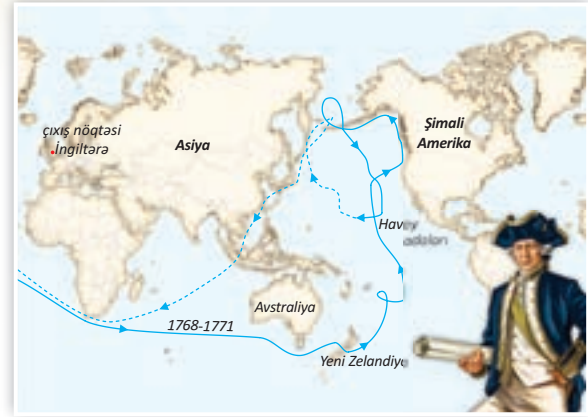 çıxış nöqtəsi
İngiltərə
Asiya
Şimali
Amerika
Havay
adaları
Avstraliya
1768-1771
Yeni Zelandiya